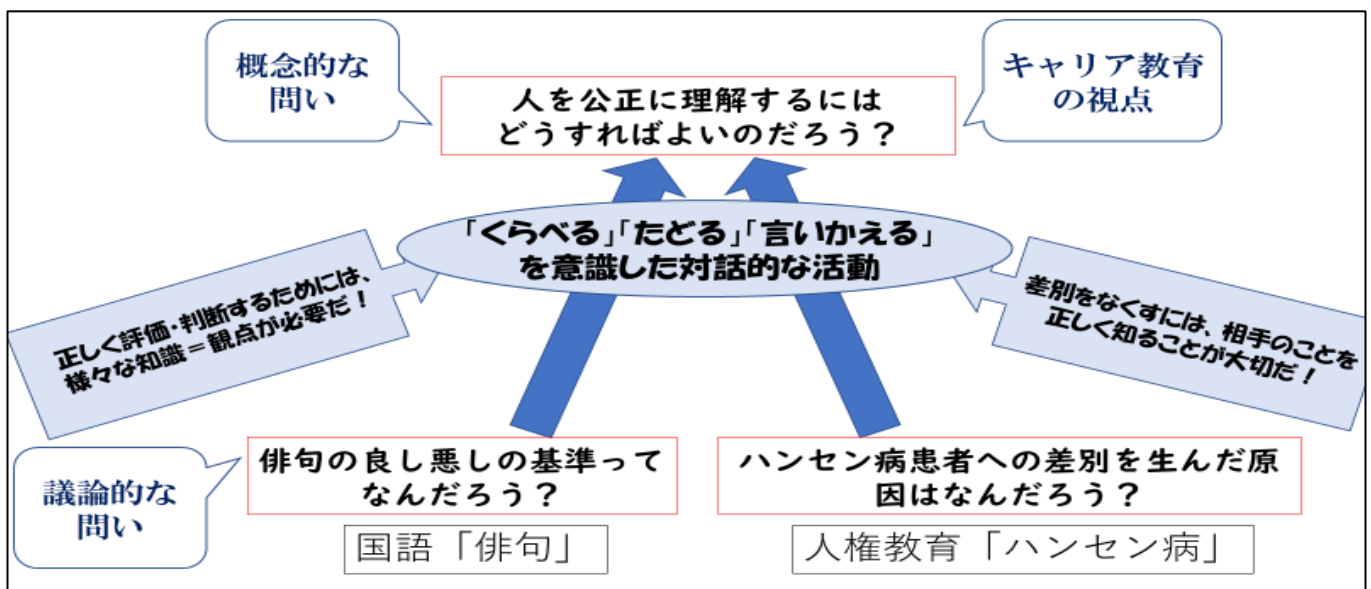 概念的な
問い
キャリア教育
の視点
人を公正に理解するには
どうすればよいのだろう？
「くらべる」「たどる」「言いかえる」
を意識した対話的な活動
正しく評価・判断するためには、
様々な知識＝観点が必要だ！
差別をなくすには、相手のことを
正しく知ることが大切だ！
議論的な
問い
俳句の良し悪しの基準って
なんだろう？
ハンセン病患者への差別を生んだ原
因はなんだろう？
国語「俳句」
人権教育「ハンセン病」